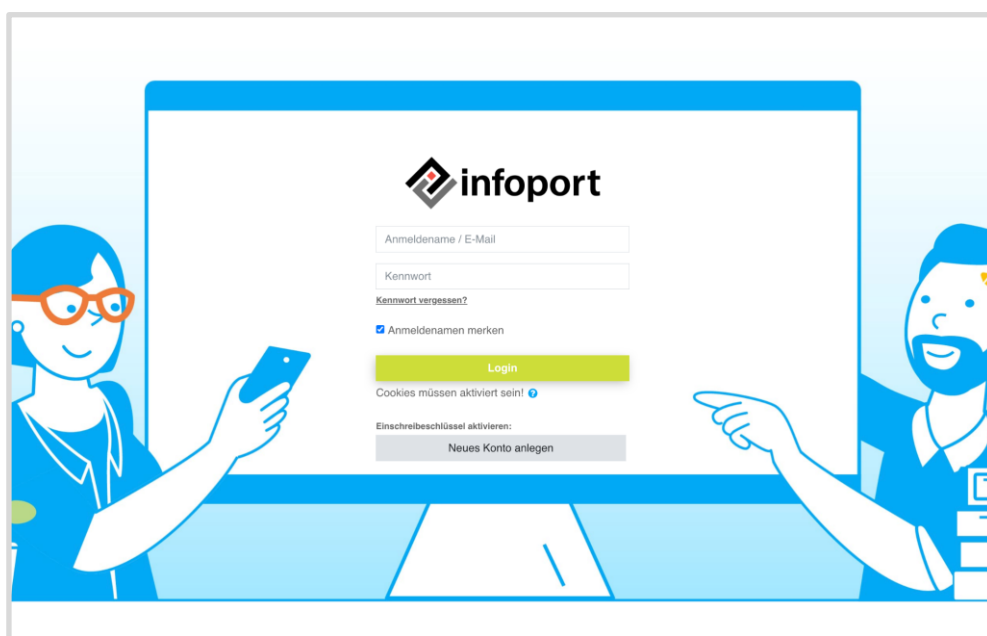 infoport
Anmeldename / E-Mail
Kennwort
Kennwort vergessen?
Anmeldenamen merken
Login
Cookies müssen aktiviert sein! ?
Einschreibeschlüssel aktivieren:
Neues Konto anlegen